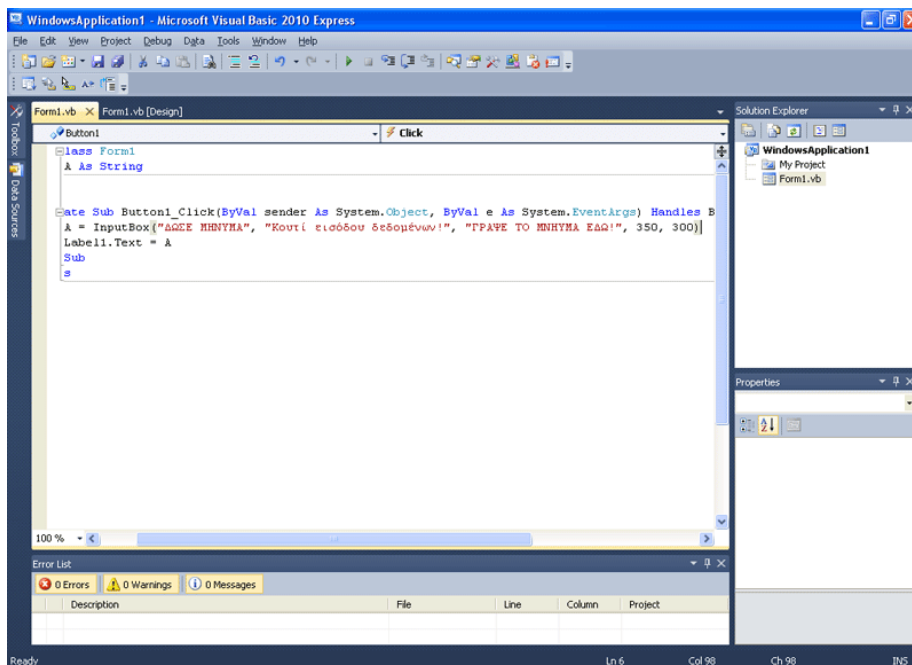 WindowsApplication1 - Microsoft Visual Basic 2010 Express
File Edit View Project Debug Data Tools Window Help
Toolbox
Data Sources
Form1.vb Form1.vb [Design]
Button1 Click
lass Form1
A As String
ate Sub Button1_Click(ByVal sender As System.Object, ByVal e As System.EventArgs) Handles B
A = InputBox("ΔΩΣΕ ΜΗΝΥΜΑ", "Κουτί εισόδου δεδομένων!", "ΓΡΑΨΕ ΤΟ ΜΗΝΥΜΑ ΕΔΩ!", 350, 300)
Label1.Text = A
Sub
s
100 %
Solution Explorer
WindowsApplication1
My Project
Form1.vb
Properties
Error List
0 Errors 0 Warnings 0 Messages
Description File Line Column Project
Ready Ln 6 Col 98 Ch 98 INS